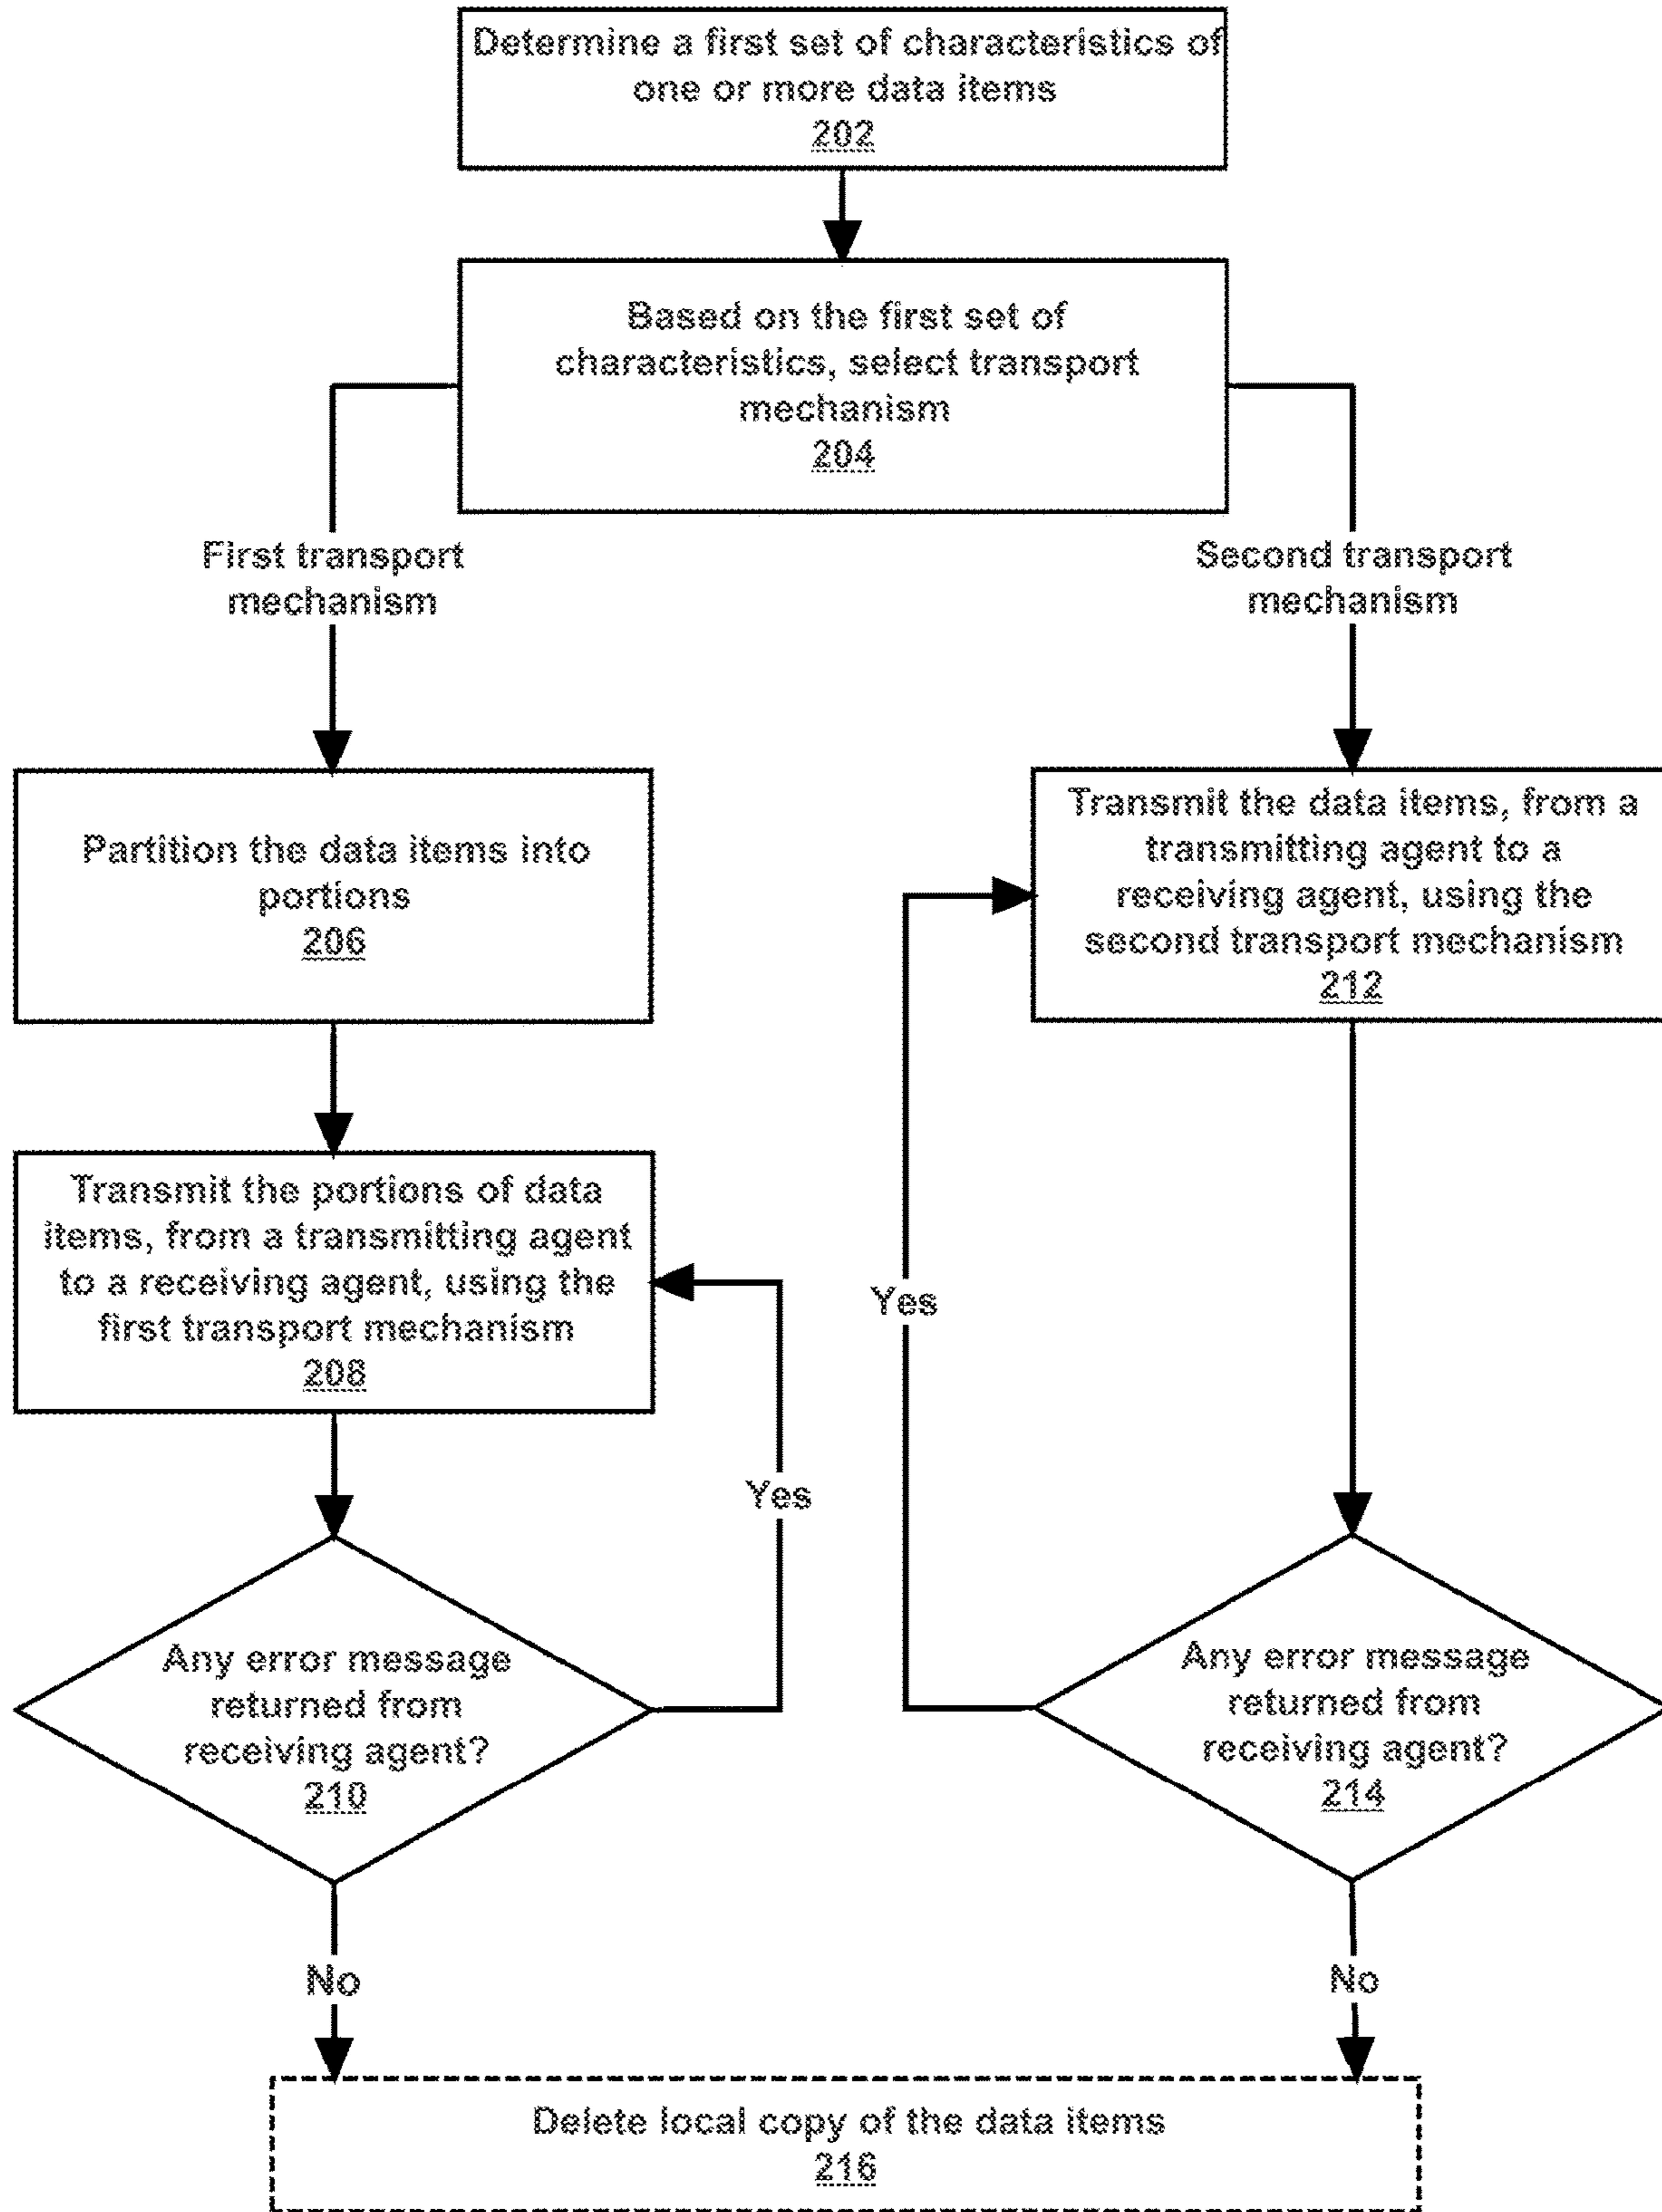 Determine a first set of characteristics of
one or more data items
202
Based on the first set of
characteristics, select transport
mechanism
204
First transport
mechanism
Second transport
mechanism
Partition the data items into
portions
206
Transmit the data items, from a
transmitting agent to a
receiving agent, using the
second transport mechanism
212
Transmit the portions of data
items, from a transmitting agent
to a receiving agent, using the
first transport mechanism
208
Yes
Yes
Any error message
returned from
receiving agent?
210
Any error message
returned from
receiving agent?
214
No
No
Delete local copy of the data items
216